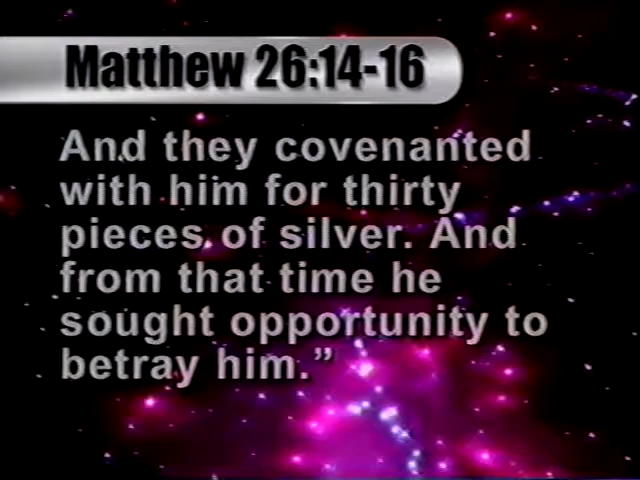 Matthew 26:14-16
And they covenanted
with him for thirty
pieces of silver. And
from that time he
sought opportunity to
betray him.”